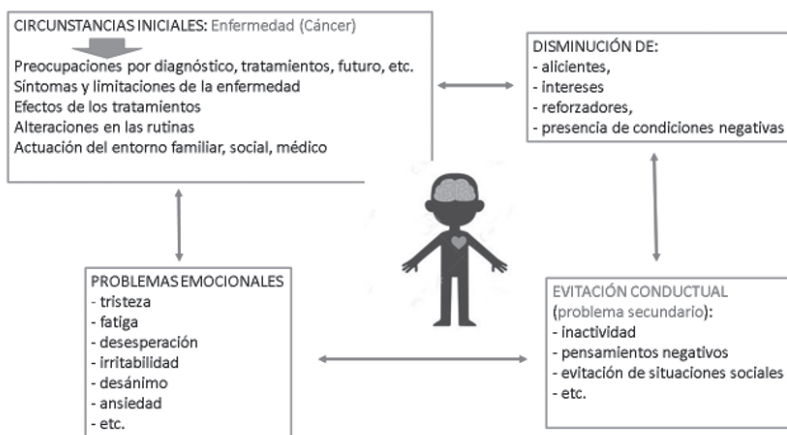 CIRCUNSTANCIAS INICIALES: Enfermedad (Cáncer)
Preocupaciones por diagnóstico, tratamientos, futuro, etc.
Síntomas y limitaciones de la enfermedad
Efectos de los tratamientos
Alteraciones en las rutinas
Actuación del entorno familiar, social, médico
DISMINUCIÓN DE:
- alicientes,
- intereses
- reforzadores,
- presencia de condiciones negativas
PROBLEMAS EMOCIONALES
- tristeza
- fatiga
- desesperación
- irritabilidad
- desánimo
- ansiedad
- etc.
EVITACIÓN CONDUCTUAL
(problema secundario):
- inactividad
- pensamientos negativos
- evitación de situaciones sociales
- etc.